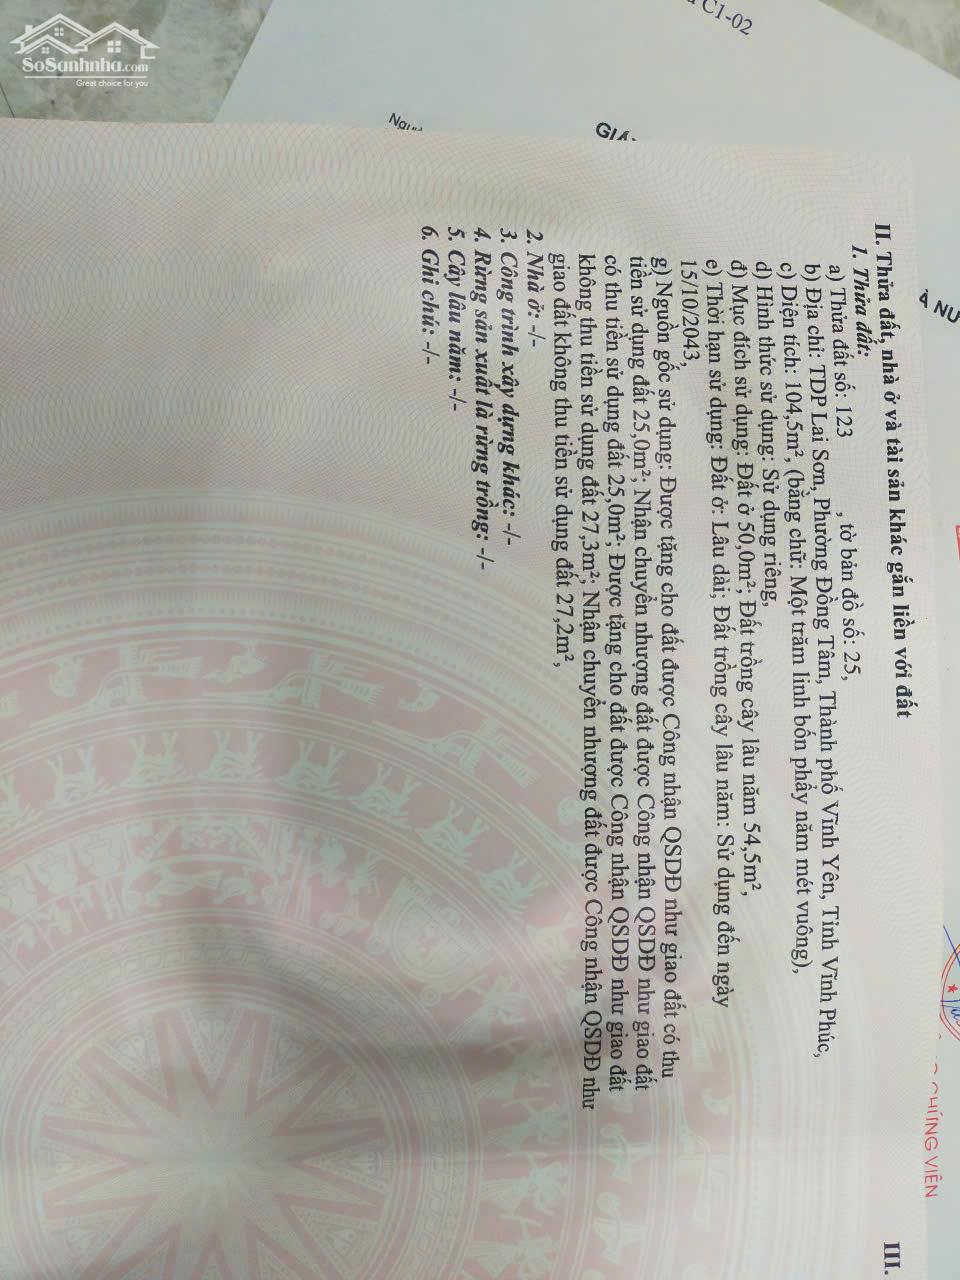 SoSanhnha.com
Great choice for you
C1-02
À NƯ
CHỨNG VIÊN
II. Thửa đất, nhà ở và tài sản khác gắn liền với đất
1. Thửa đất:
a) Thửa đất số: 123 , tờ bản đồ số: 25,
b) Địa chỉ: TDP Lai Sơn, Phường Đồng Tâm, Thành phố Vĩnh Yên, Tỉnh Vĩnh Phúc,
c) Diện tích: 104,5m², (bằng chữ: Một trăm linh bốn phẩy năm mét vuông),
d) Hình thức sử dụng: Sử dụng riêng,
đ) Mục đích sử dụng: Đất ở 50,0m²; Đất trồng cây lâu năm 54,5m²,
e) Thời hạn sử dụng: Đất ở: Lâu dài; Đất trồng cây lâu năm: Sử dụng đến ngày
15/10/2043,
g) Nguồn gốc sử dụng: Được tặng cho đất được Công nhận QSDĐ như giao đất có thu
tiền sử dụng đất 25,0m²; Nhận chuyển nhượng đất được Công nhận QSDĐ như giao đất
có thu tiền sử dụng đất 25,0m²; Được tặng cho đất được Công nhận QSDĐ như giao đất
không thu tiền sử dụng đất 27,3m²; Nhận chuyển nhượng đất được Công nhận QSDĐ như
giao đất không thu tiền sử dụng đất 27,2m²,
2. Nhà ở: -/-
3. Công trình xây dựng khác: -/-
4. Rừng sản xuất là rừng trồng: -/-
5. Cây lâu năm: -/-
6. Ghi chú: -/-
III.